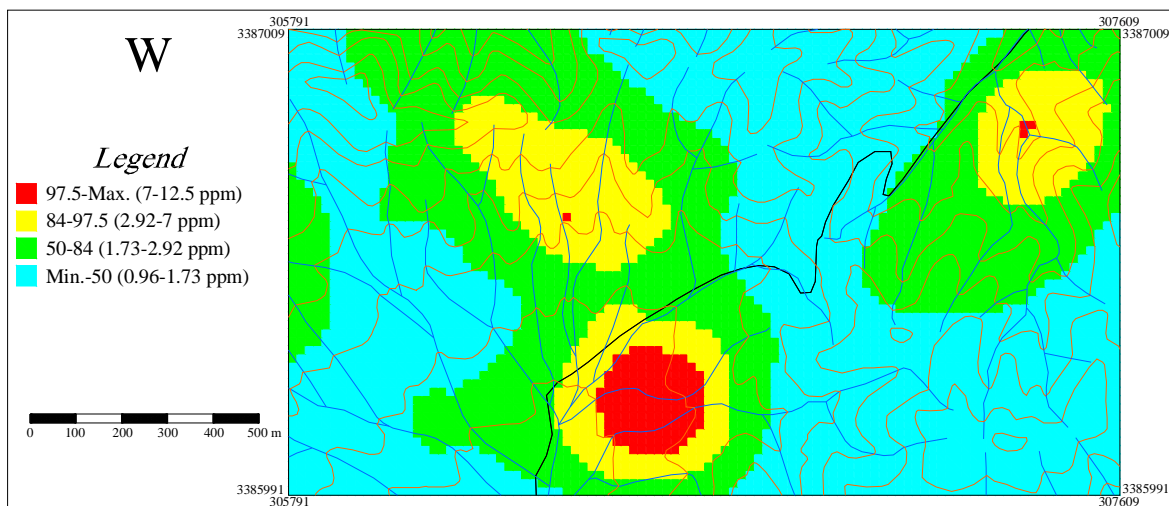 305791
307609
3387009
3387009
W
Legend
97.5-Max. (7-12.5 ppm)
84-97.5 (2.92-7 ppm)
50-84 (1.73-2.92 ppm)
Min.-50 (0.96-1.73 ppm)
0 100 200 300 400 500 m
3385991
3385991
305791
307609